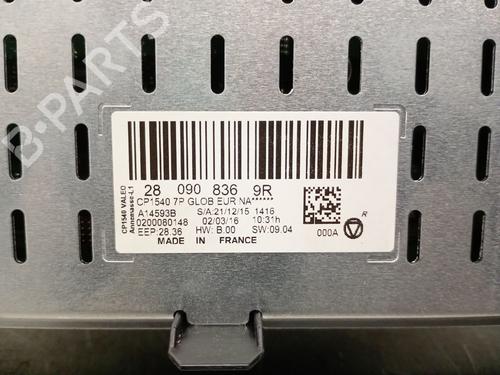 B-PARTS
CP1540 VALEO
Annemasse-L1
28 090 836 9R
CP1540 7P GLOB EUR NA******
A14593B S/A:21/12/15 1416
0200080148 02/03/16 10:31h
EEP:28.36 HW: B.00 SW:09.04 000A
MADE IN FRANCE
R